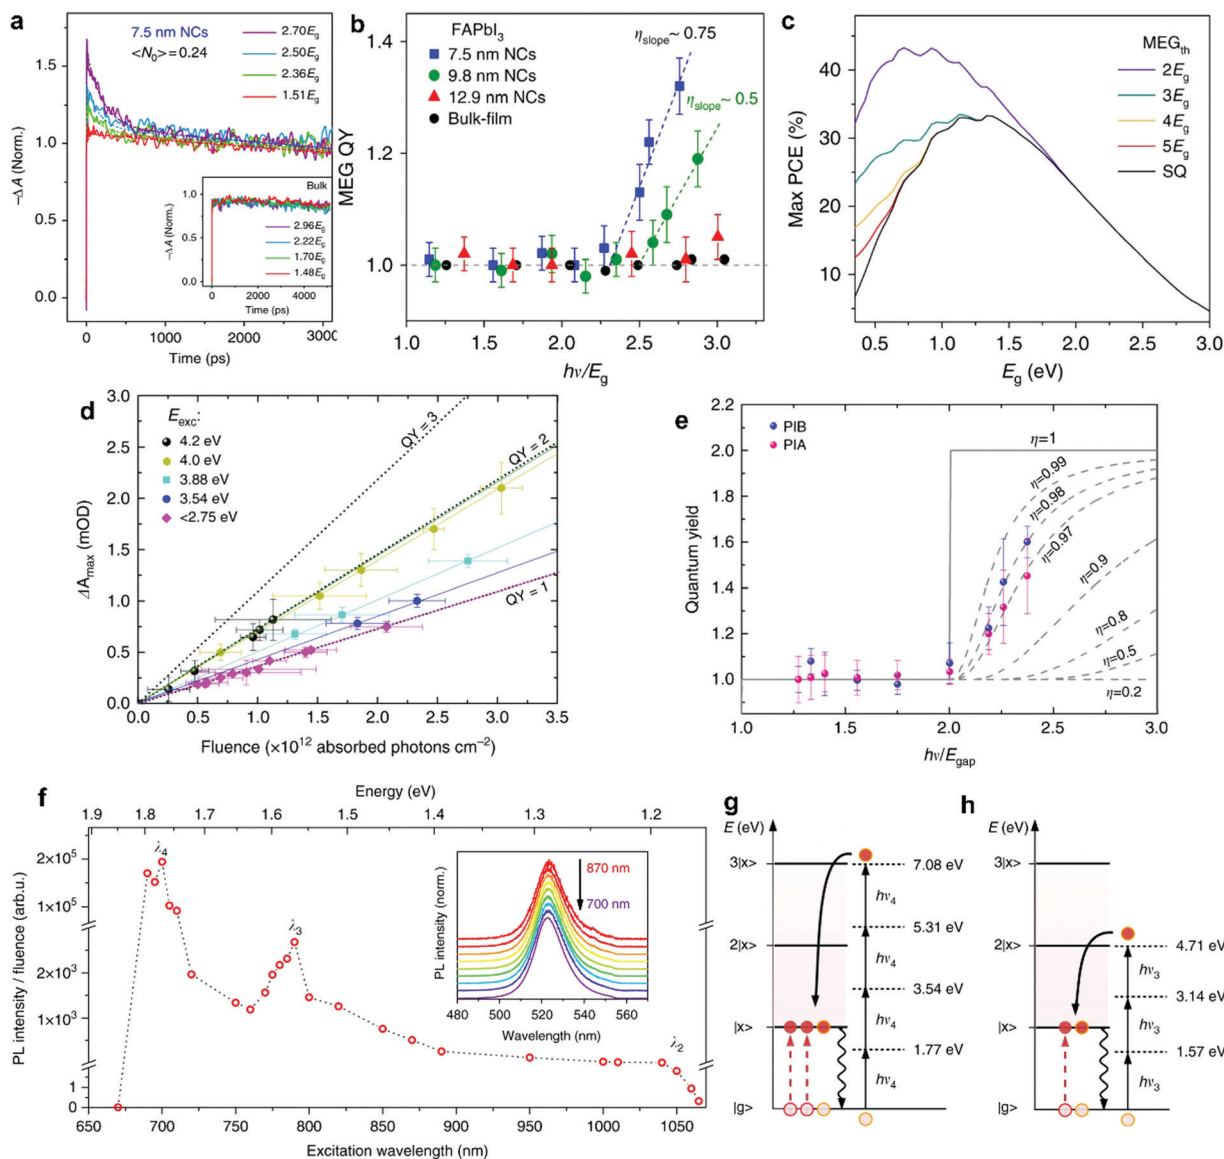 a
7.5 nm NCs
<N₀> = 0.24
2.70Eg
2.50Eg
2.36Eg
1.51Eg
−ΔA (Norm.)
1.5
1.0
0.5
0.0
0
1000
2000
3000
Time (ps)
Bulk
−ΔA (Norm.)
1.0
0.5
0.0
2.96Eg
2.22Eg
1.70Eg
1.48Eg
0
2000
4000
Time (ps)
b
FAPbI₃
7.5 nm NCs
9.8 nm NCs
12.9 nm NCs
Bulk-film
ηslope~ 0.75
ηslope~ 0.5
MEG QY
1.4
1.2
1.0
1.0
1.5
2.0
2.5
3.0
hν/Eg
c
MEGth
2Eg
3Eg
4Eg
5Eg
SQ
Max PCE (%)
40
30
20
10
0.5
1.0
1.5
2.0
2.5
3.0
Eg (eV)
d
Eexc:
4.2 eV
4.0 eV
3.88 eV
3.54 eV
<2.75 eV
QY = 3
QY = 2
QY = 1
ΔAmax (mOD)
3.0
2.5
2.0
1.5
1.0
0.5
0.0
0.0
0.5
1.0
1.5
2.0
2.5
3.0
3.5
Fluence (×10¹² absorbed photons cm⁻²)
e
PIB
PIA
η=1
η=0.99
η=0.98
η=0.97
η=0.9
η=0.8
η=0.5
η=0.2
Quantum yield
2.2
2.0
1.8
1.6
1.4
1.2
1.0
1.0
1.5
2.0
2.5
3.0
hν/Egap
f
Energy (eV)
1.9
1.8
1.7
1.6
1.5
1.4
1.3
1.2
λ₄
λ₃
λ₂
PL intensity / fluence (arb.u.)
2×10⁵
1×10⁵
2×10³
1×10³
1
0
650
700
750
800
850
900
950
1000
1050
Excitation wavelength (nm)
870 nm
700 nm
PL intensity (norm.)
480
500
520
540
560
Wavelength (nm)
g
E (eV)
3|x>
2|x>
|x>
|g>
7.08 eV
hν₄
5.31 eV
hν₄
3.54 eV
hν₄
1.77 eV
hν₄
h
E (eV)
3|x>
2|x>
|x>
|g>
4.71 eV
hν₃
3.14 eV
hν₃
1.57 eV
hν₃